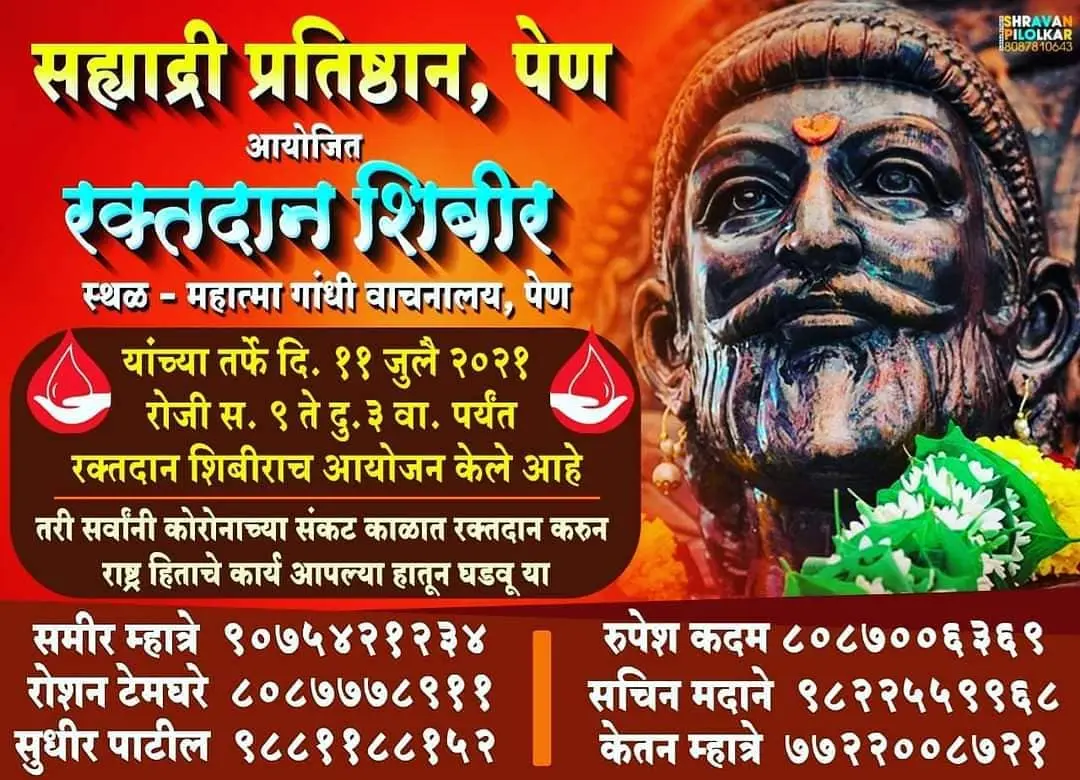 सह्याद्री प्रतिष्ठान, पेण
आयोजित
रक्तदान शिबीर
स्थळ - महात्मा गांधी वाचनालय, पेण
यांच्या तर्फे दि. ११ जुलै २०२१
रोजी स. ९ ते दु.३ वा. पर्यंत
रक्तदान शिबीराच आयोजन केले आहे
तरी सर्वांनी कोरोनाच्या संकट काळात रक्तदान करुन
राष्ट्र हिताचे कार्य आपल्या हातून घडवू या
समीर म्हात्रे ९०७५४२१२३४
रोशन टेमघरे ८०८७७७८९११
सुधीर पाटील ९८८११८८१५२
रुपेश कदम ८०८७००६३६९
सचिन मदाने ९८२२५५९९६८
केतन म्हात्रे ७७२२००८७२१
SHRAVAN
PILOLKAR
8087810643